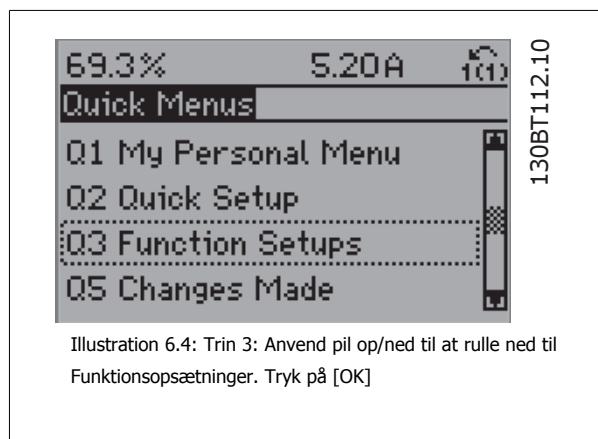 69.3% 5.20A 1(1)
Quick Menus
Q1 My Personal Menu
Q2 Quick Setup
Q3 Function Setups
Q5 Changes Made
130BT112.10
Illustration 6.4: Trin 3: Anvend pil op/ned til at rulle ned til
Funktionsopsætninger. Tryk på [OK]